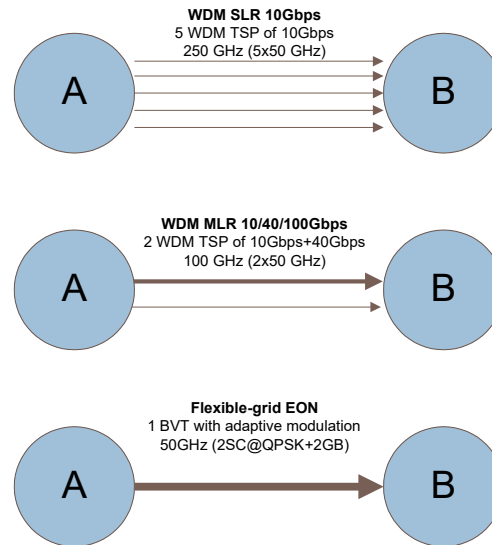 WDM SLR 10Gbps
5 WDM TSP of 10Gbps
250 GHz (5x50 GHz)
A
B
WDM MLR 10/40/100Gbps
2 WDM TSP of 10Gbps+40Gbps
100 GHz (2x50 GHz)
A
B
Flexible-grid EON
1 BVT with adaptive modulation
50GHz (2SC@QPSK+2GB)
A
B